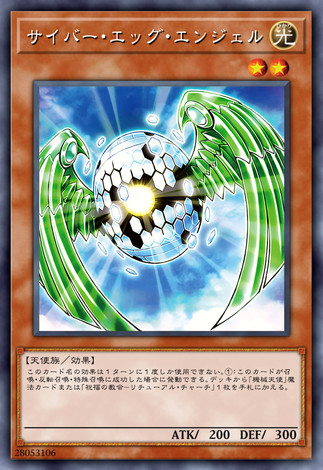 サイバー・エッグ・エンジェル
光
【天使族／効果】
このカード名の効果は１ターンに１度しか使用できない。①：このカードが召
喚・反転召喚・特殊召喚に成功した場合に発動できる。デッキから「機械天使」魔
法カードまたは「祝福の教会－リチューアル・チャーチ」１枚を手札に加える。
ATK/ 200 DEF/ 300
28053106